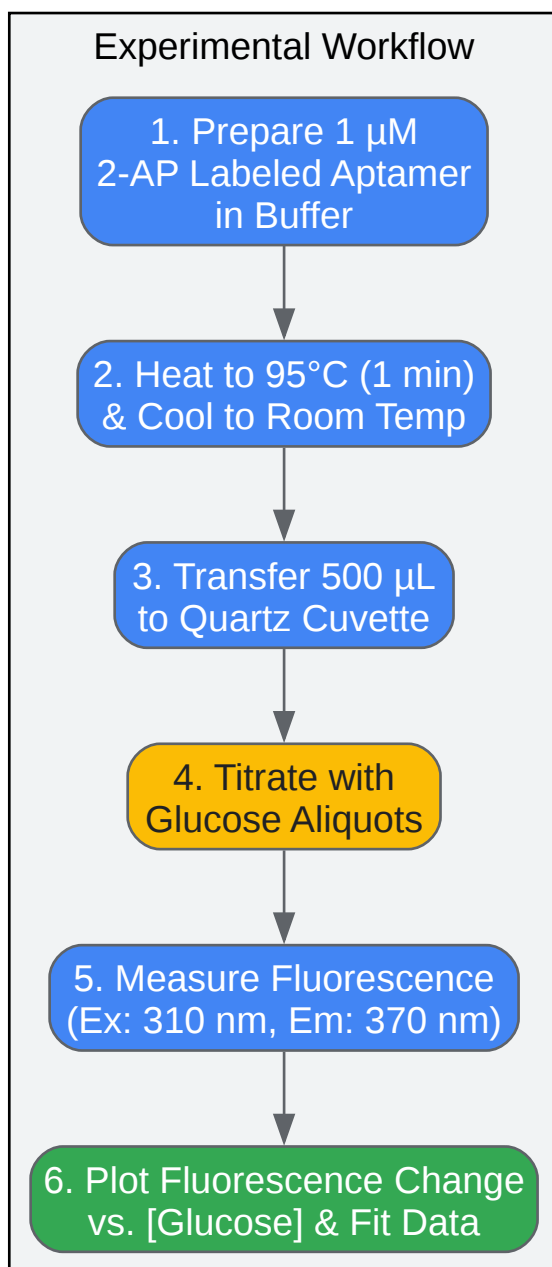 Experimental Workflow
1. Prepare 1 µM
2-AP Labeled Aptamer
in Buffer
2. Heat to 95°C (1 min)
& Cool to Room Temp
3. Transfer 500 µL
to Quartz Cuvette
4. Titrate with
Glucose Aliquots
5. Measure Fluorescence
(Ex: 310 nm, Em: 370 nm)
6. Plot Fluorescence Change
vs. [Glucose] & Fit Data